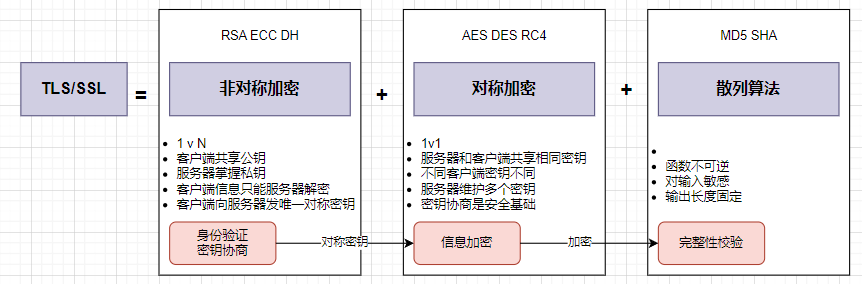 TLS/SSL
=
RSA ECC DH
非对称加密
1 v N
客户端共享公钥
服务器掌握私钥
客户端信息只能服务器解密
客户端向服务器发唯一对称密钥
身份验证
密钥协商
对称密钥
+
AES DES RC4
对称加密
1v1
服务器和客户端共享相同密钥
不同客户端密钥不同
服务器维护多个密钥
密钥协商是安全基础
信息加密
加密
+
MD5 SHA
散列算法
函数不可逆
对输入敏感
输出长度固定
完整性校验